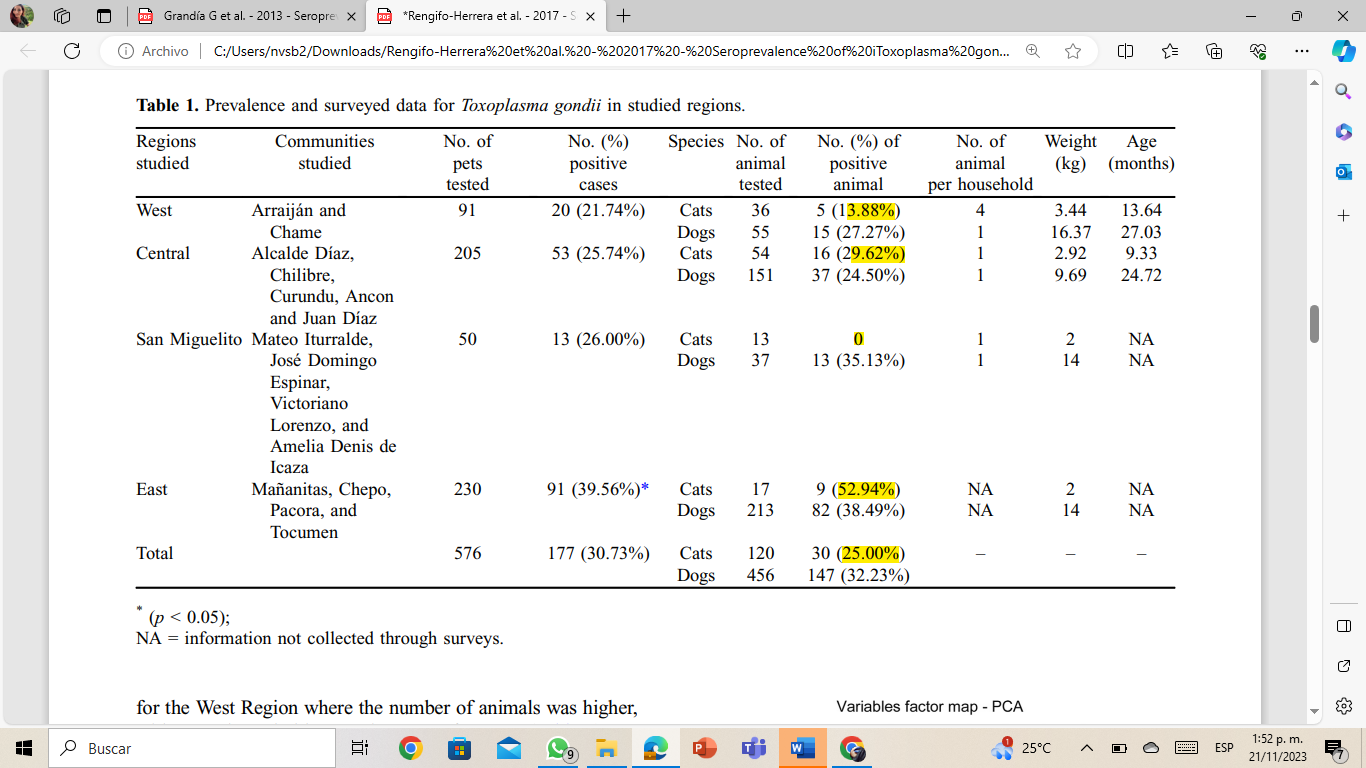 Grandía G et al. - 2013 - Seropre
*Rengifo-Herrera et al. - 2017 - S
Archivo
C:/Users/nvsb2/Downloads/Rengifo-Herrera%20et%20al.%20-%202017%20-%20Seroprevalence%20of%20iToxoplasma%20gon...
Table 1. Prevalence and surveyed data for Toxoplasma gondii in studied regions.
Regions studied Communities studied No. of pets tested No. (%) positive cases Species No. of animal tested No. (%) of positive animal No. of animal per household Weight (kg) Age (months)
West Arraiján and 91 20 (21.74%) Cats 36 5 (13.88%) 4 3.44 13.64
Chame Dogs 55 15 (27.27%) 1 16.37 27.03
Central Alcalde Díaz, 205 53 (25.74%) Cats 54 16 (29.62%) 1 2.92 9.33
Chilibre, Dogs 151 37 (24.50%) 1 9.69 24.72
Curundu, Ancon
and Juan Díaz
San Miguelito Mateo Iturralde, 50 13 (26.00%) Cats 13 0 1 2 NA
José Domingo Dogs 37 13 (35.13%) 1 14 NA
Espinar,
Victoriano
Lorenzo, and
Amelia Denis de
Icaza
East Mañanitas, Chepo, 230 91 (39.56%)* Cats 17 9 (52.94%) NA 2 NA
Pacora, and Dogs 213 82 (38.49%) NA 14 NA
Tocumen
Total 576 177 (30.73%) Cats 120 30 (25.00%) – – –
Dogs 456 147 (32.23%)
* (p < 0.05);
NA = information not collected through surveys.
for the West Region where the number of animals was higher,
Variables factor map - PCA
Buscar
9
1
25°C
ESP
1:52 p. m.
21/11/2023
7